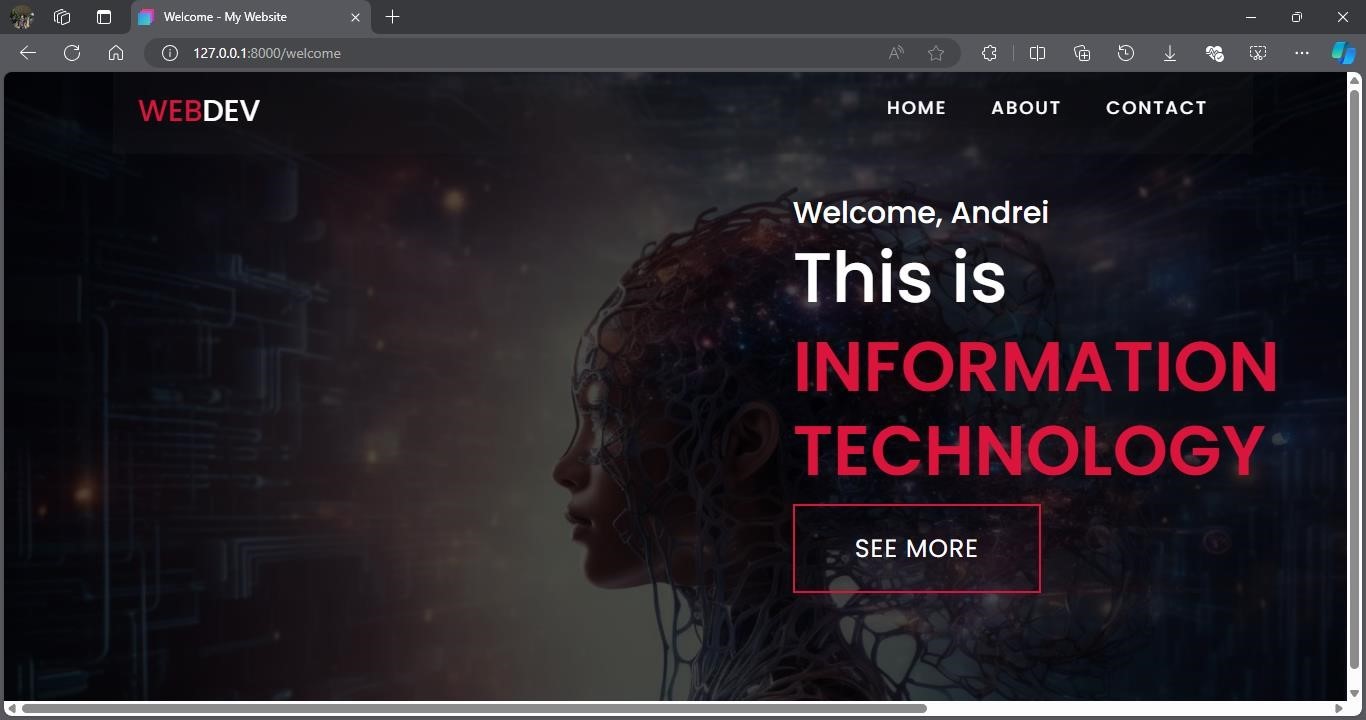 Welcome - My Website
127.0.0.1:8000/welcome
WEBDEV
HOME ABOUT CONTACT
Welcome, Andrei
This is
INFORMATION
TECHNOLOGY
SEE MORE